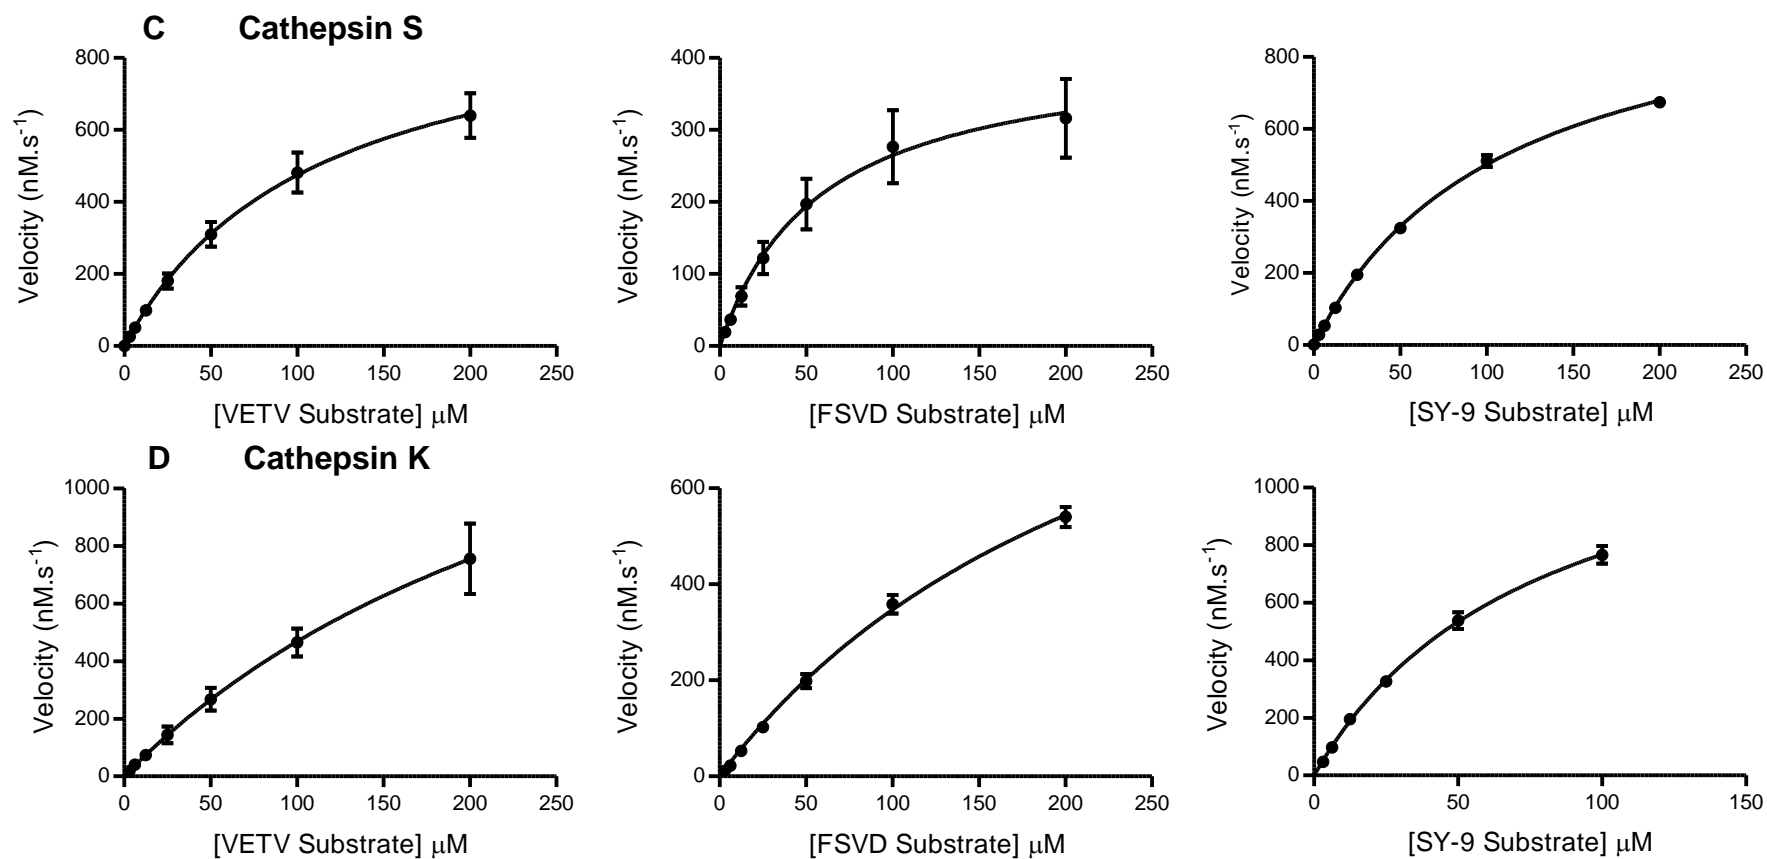 C Cathepsin S
800
600
400
200
0
0 50 100 150 200 250
Velocity (nM.s-1)
[VETV Substrate] μM
400
300
200
100
0
0 50 100 150 200 250
Velocity (nM.s-1)
[FSVD Substrate] μM
800
600
400
200
0
0 50 100 150 200 250
Velocity (nM.s-1)
[SY-9 Substrate] μM
D Cathepsin K
1000
800
600
400
200
0
0 50 100 150 200 250
Velocity (nM.s-1)
[VETV Substrate] μM
600
400
200
0
0 50 100 150 200 250
Velocity (nM.s-1)
[FSVD Substrate] μM
1000
800
600
400
200
0
0 50 100 150
Velocity (nM.s-1)
[SY-9 Substrate] μM